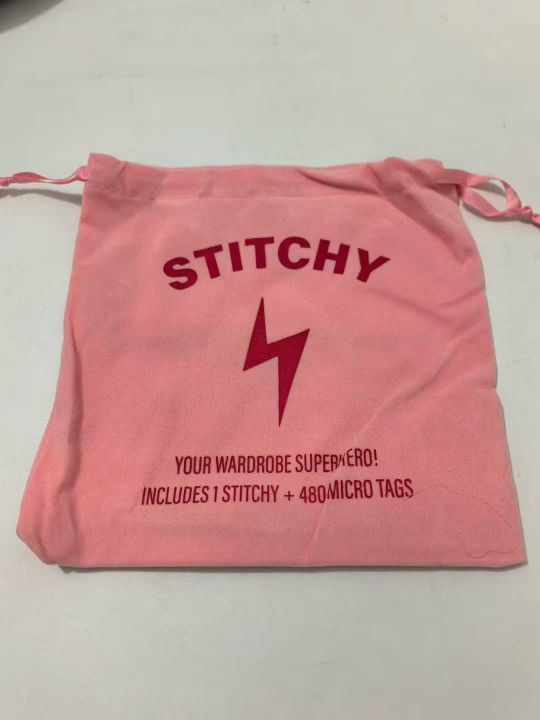 STITCHY
YOUR WARDROBE SUPERHERO!
INCLUDES 1 STITCHY + 480 MICRO TAGS